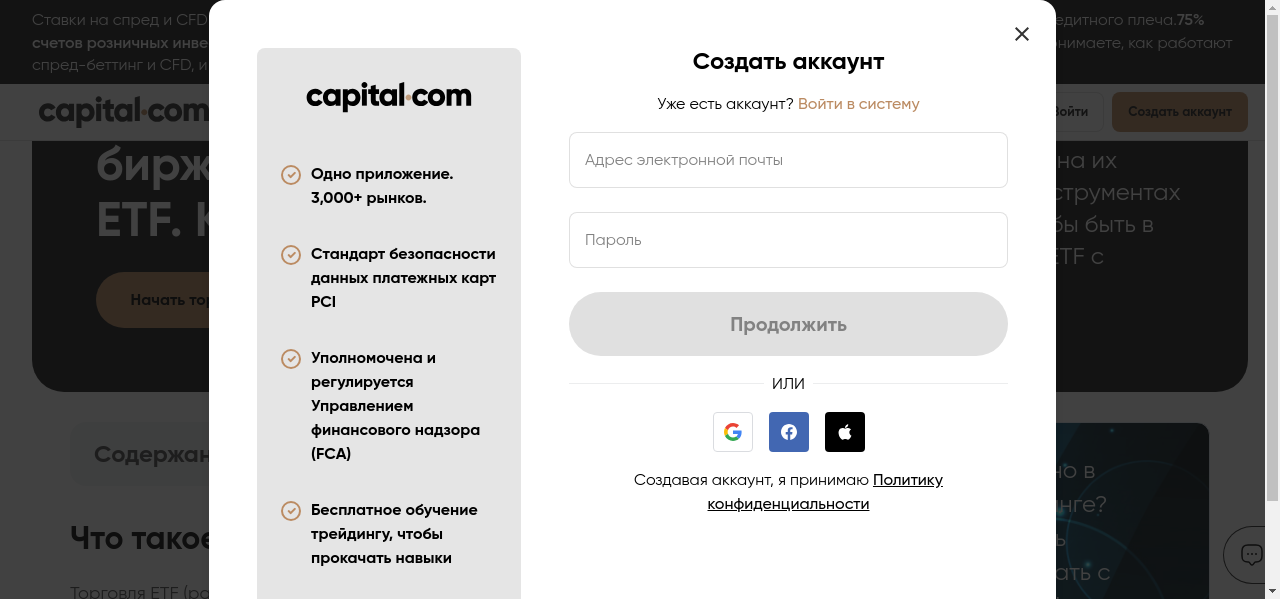 Ставки на спред и CFD
едитного плеча.75%
счетов розничных инве
онимаете, как работают
спред-беттинг и CFD, и
capital.com
Войти
Создать аккаунт
бирж
ETF. К
на их
струментах
бы быть в
ETF с
Начать тор
Содержан
Что такое
Торговля ETF (ро
но в
нге?
ь
ать с
capital.com
Одно приложение.
3,000+ рынков.
Стандарт безопасности
данных платежных карт
PCI
Уполномочена и
регулируется
Управлением
финансового надзора
(FCA)
Бесплатное обучение
трейдингу, чтобы
прокачать навыки
Создать аккаунт
Уже есть аккаунт? Войти в систему
Адрес электронной почты
Пароль
Продолжить
ИЛИ
Создавая аккаунт, я принимаю Политику
конфиденциальности